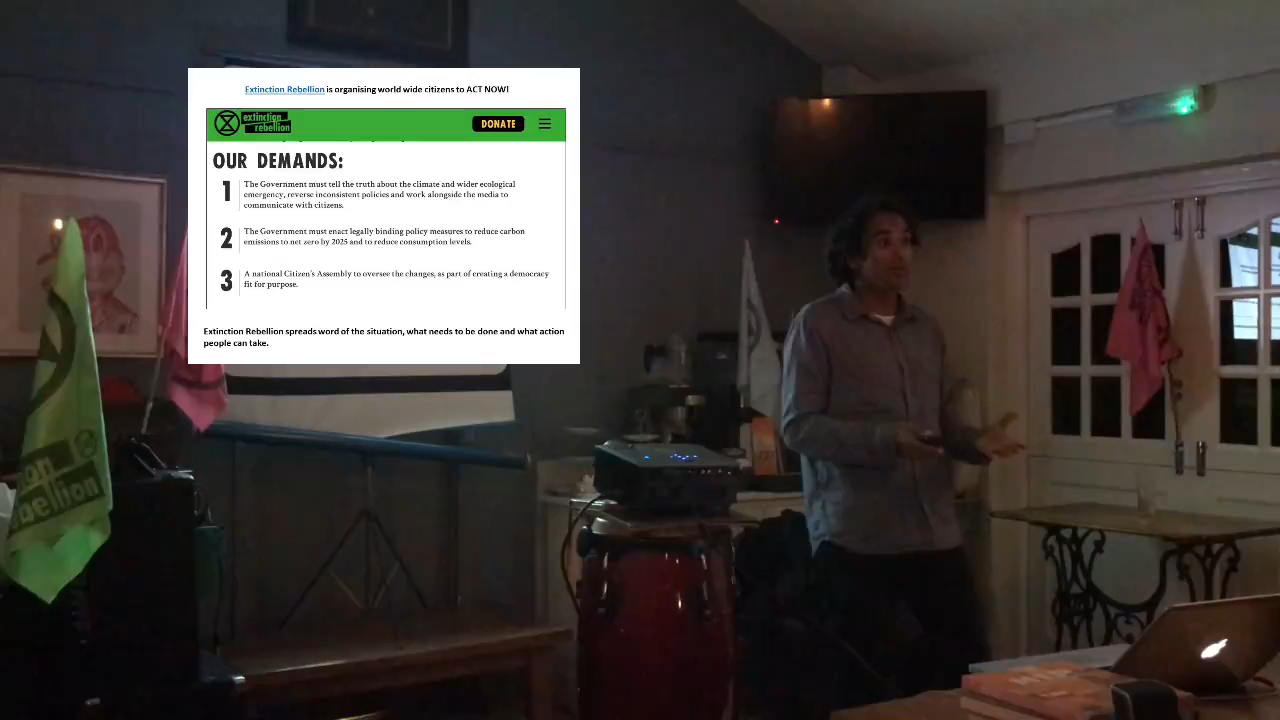 Extinction Rebellion is organising world wide citizens to ACT NOW!
extinction
rebellion
DONATE
OUR DEMANDS:
1
The Government must tell the truth about the climate and wider ecological
emergency, reverse inconsistent policies and work alongside the media to
communicate with citizens.
2
The Government must enact legally binding policy measures to reduce carbon
emissions to net zero by 2025 and to reduce consumption levels.
3
A national Citizen's Assembly to oversee the changes, as part of creating a democracy
fit for purpose.
Extinction Rebellion spreads word of the situation, what needs to be done and what action
people can take.